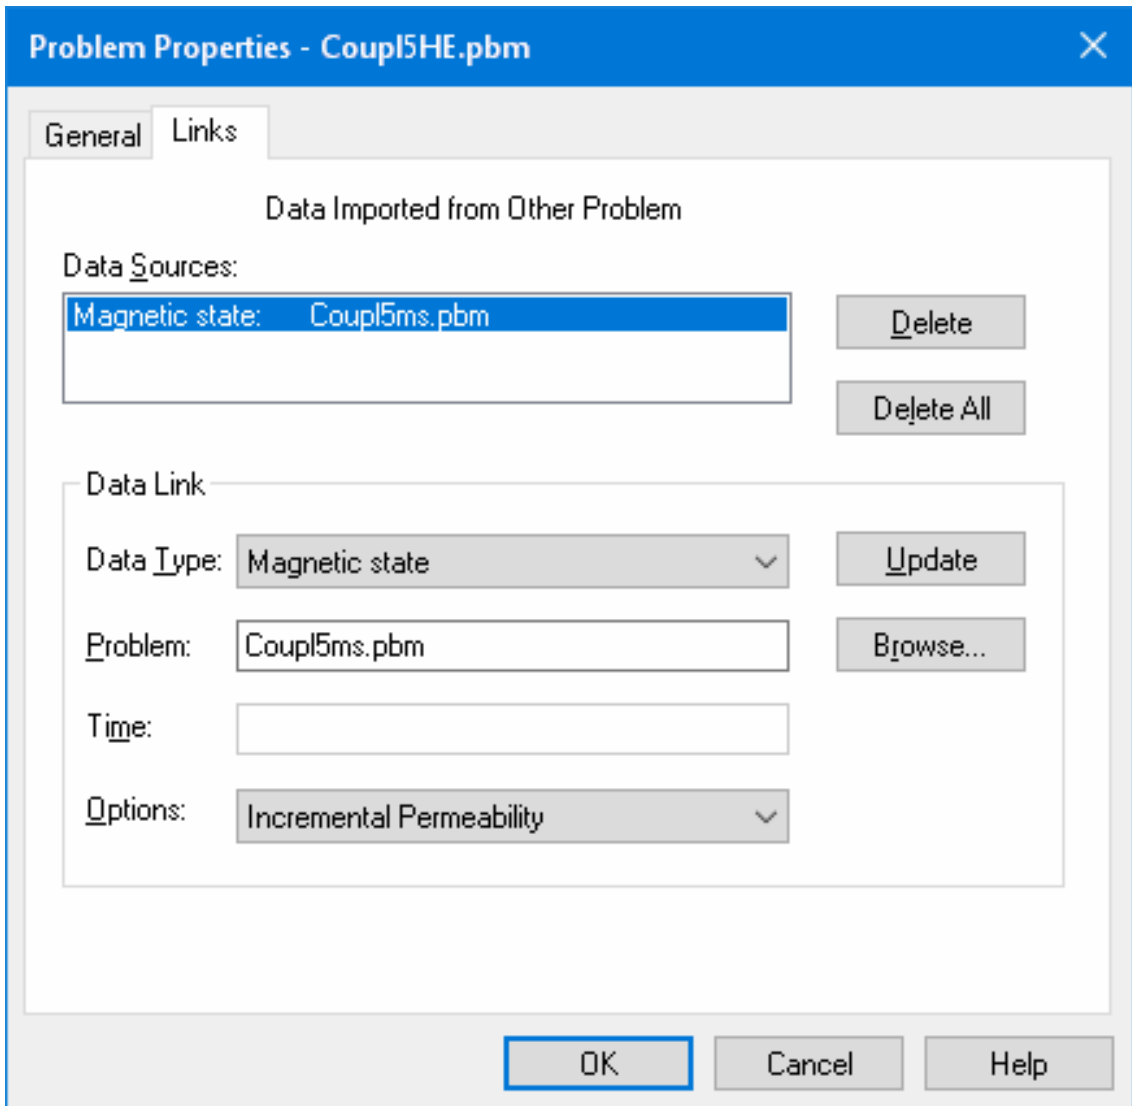 Problem Properties - Coupl5HE.pbm
General Links
Data Imported from Other Problem
Data Sources:
Magnetic state: Coupl5ms.pbm
Delete
Delete All
Data Link
Data Type: Magnetic state Update
Problem: Coupl5ms.pbm Browse...
Time:
Options: Incremental Permeability
OK Cancel Help